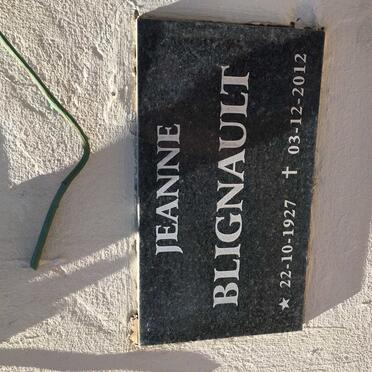 JEANNE
BLIGNAULT
★ 22-10-1927 ✝ 03-12-2012